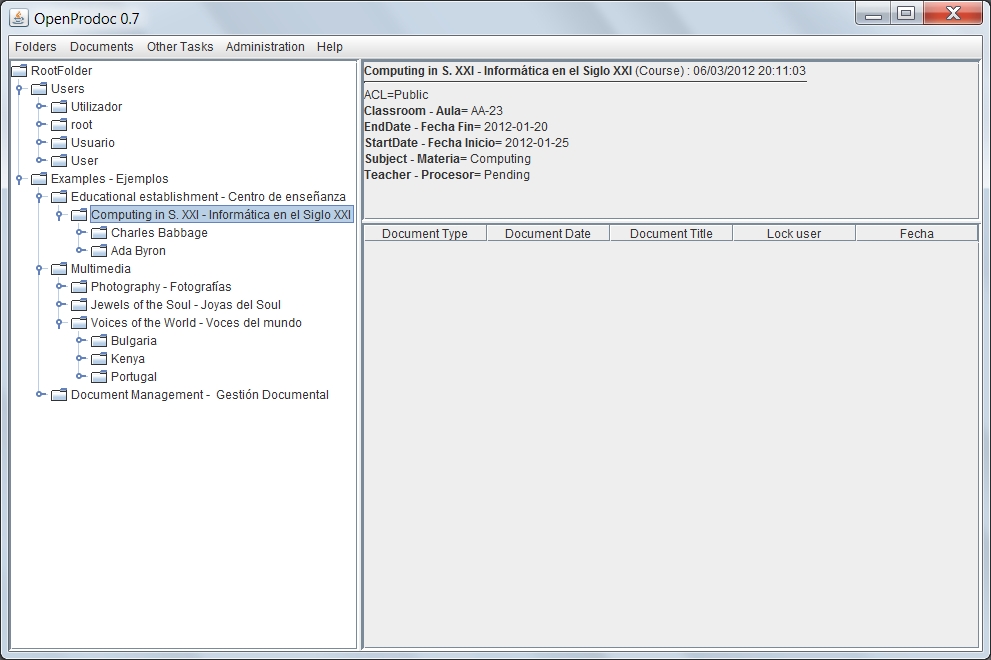 OpenProdoc 0.7
Folders Documents Other Tasks Administration Help
RootFolder
Users
Utilizador
root
Usuario
User
Examples - Ejemplos
Educational establishment - Centro de enseñanza
Computing in S. XXI - Informática en el Siglo XXI
Charles Babbage
Ada Byron
Multimedia
Photography - Fotografías
Jewels of the Soul - Joyas del Soul
Voices of the World - Voces del mundo
Bulgaria
Kenya
Portugal
Document Management - Gestión Documental
Computing in S. XXI - Informática en el Siglo XXI (Course) : 06/03/2012 20:11:03
ACL=Public
Classroom - Aula= AA-23
EndDate - Fecha Fin= 2012-01-20
StartDate - Fecha Inicio= 2012-01-25
Subject - Materia= Computing
Teacher - Procesor= Pending
Document Type Document Date Document Title Lock user Fecha